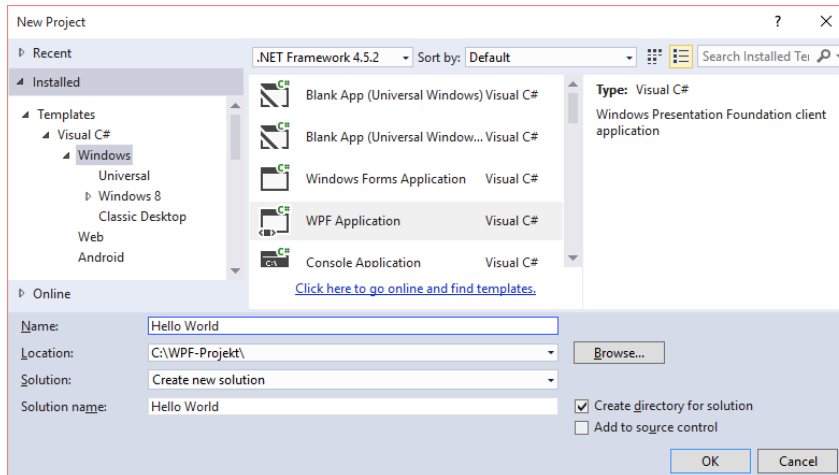 New Project
Recent
Installed
Templates
Visual C#
Windows
Universal
Windows 8
Classic Desktop
Web
Android
Online
.NET Framework 4.5.2 Sort by: Default
Search Installed Te
Blank App (Universal Windows) Visual C#
Blank App (Universal Window... Visual C#
Windows Forms Application Visual C#
WPF Application Visual C#
Console Application Visual C#
Click here to go online and find templates.
Type: Visual C#
Windows Presentation Foundation client
application
Name: Hello World
Location: C:\WPF-Projekt\ Browse...
Solution: Create new solution
Solution name: Hello World
Create directory for solution
Add to source control
OK Cancel